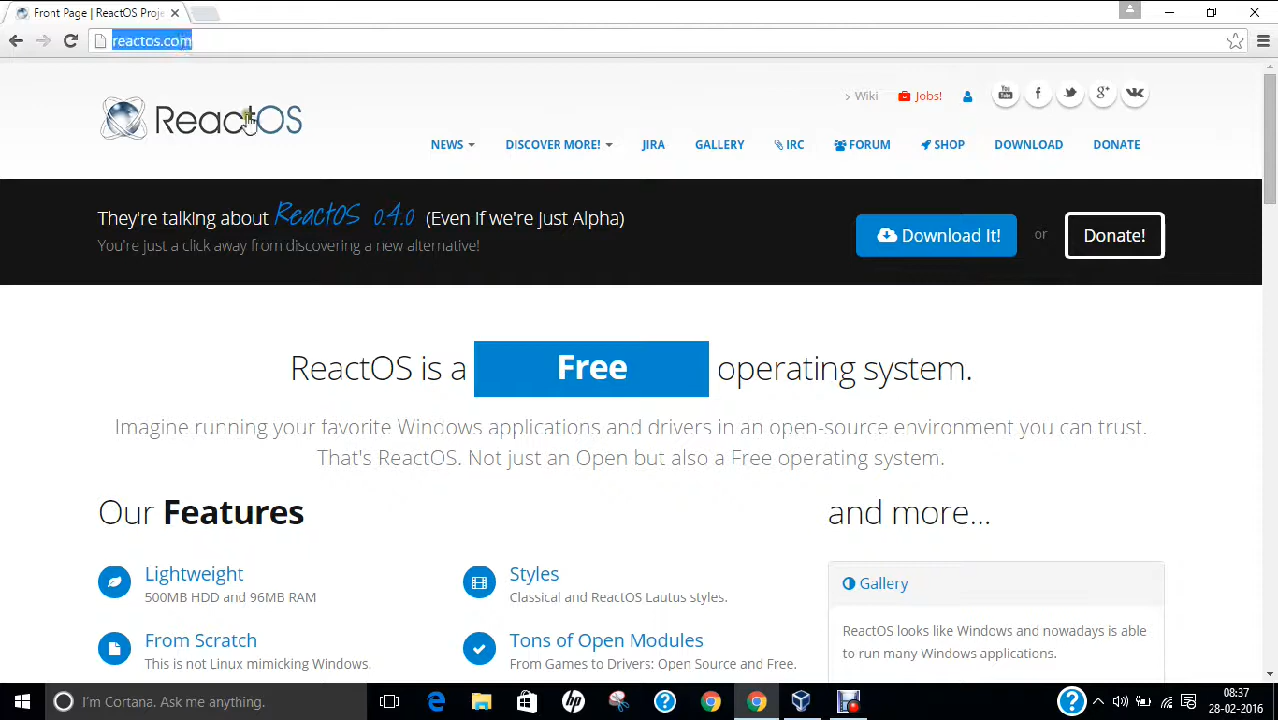 Front Page | ReactOS Proje
reactos.com
ReactOS
> Wiki Jobs!
You Tube
NEWS DISCOVER MORE! JIRA GALLERY IRC FORUM SHOP DOWNLOAD DONATE
They're talking about ReactOS 0.4.0 (Even If we're Just Alpha)
You're just a click away from discovering a new alternative!
Download It! or Donate!
ReactOS is a Free operating system.
Imagine running your favorite Windows applications and drivers in an open-source environment you can trust.
That's ReactOS. Not just an Open but also a Free operating system.
Our Features
and more...
Lightweight
500MB HDD and 96MB RAM
Styles
Classical and ReactOS Lautus styles.
Gallery
From Scratch
This is not Linux mimicking Windows.
Tons of Open Modules
From Games to Drivers: Open Source and Free.
ReactOS looks like Windows and nowadays is able
to run many Windows applications.
I'm Cortana. Ask me anything.
08:37
28-02-2016